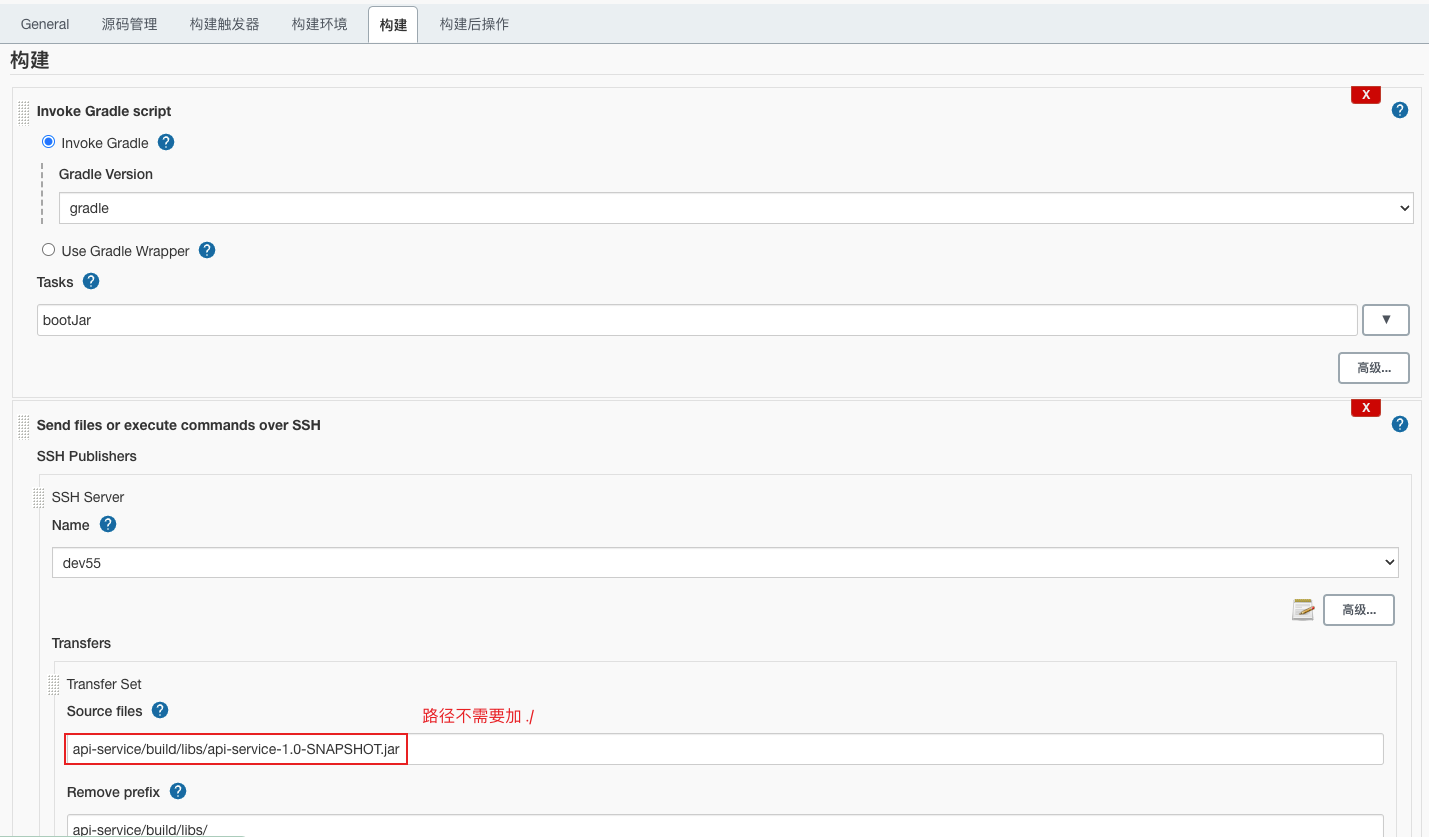 General 源码管理 构建触发器 构建环境 构建 构建后操作
构建
X
Invoke Gradle script ?
Invoke Gradle ?
Gradle Version
gradle
Use Gradle Wrapper ?
Tasks ?
bootJar ▼
高级...
X
Send files or execute commands over SSH ?
SSH Publishers
SSH Server
Name ?
dev55
高级...
Transfers
Transfer Set
Source files ? 路径不需要加 ./
api-service/build/libs/api-service-1.0-SNAPSHOT.jar
Remove prefix ?
api-service/build/libs/